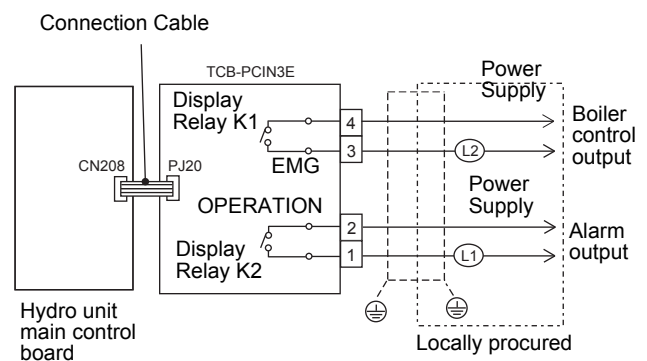 Connection Cable
TCB-PCIN3E
Power
Supply
Display
Relay K1
4
Boiler
control
output
3
L2
EMG
CN208
PJ20
Power
Supply
OPERATION
2
Alarm
output
Display
Relay K2
1
L1
Hydro unit
main control
board
Locally procured